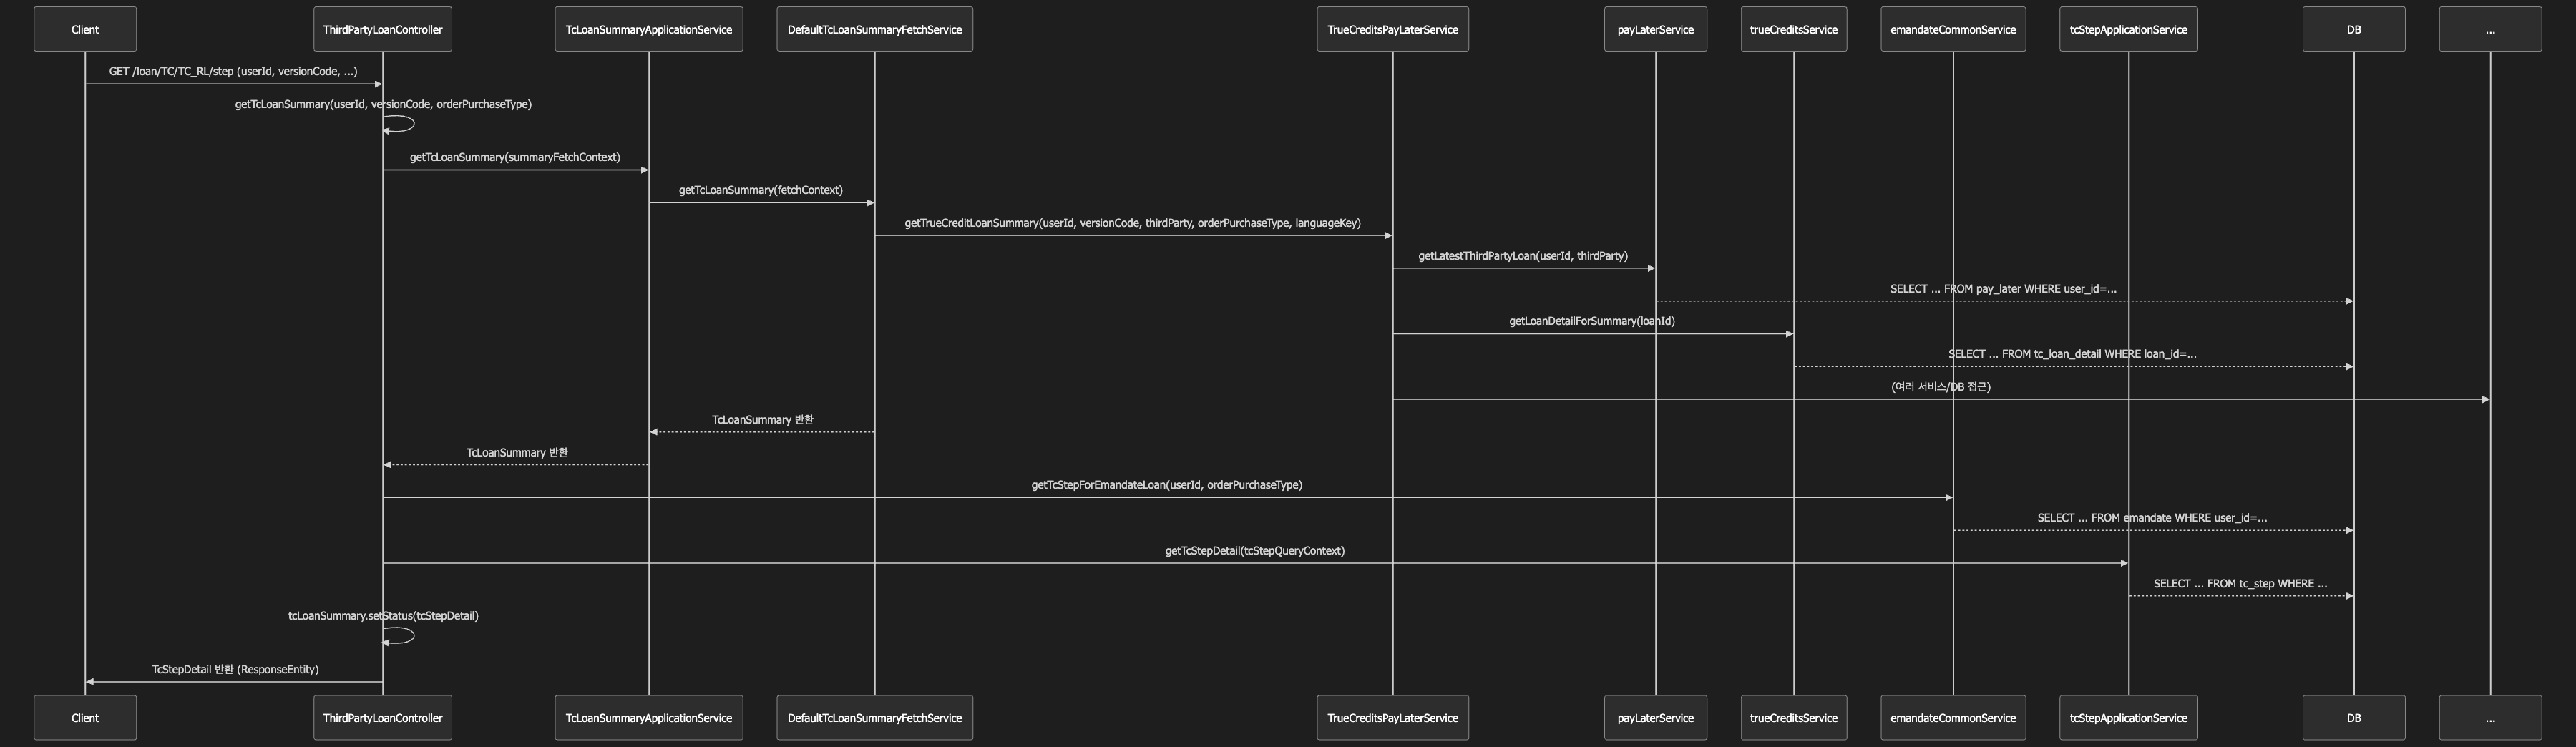 Client
ThirdPartyLoanController
TcLoanSummaryApplicationService
DefaultTcLoanSummaryFetchService
TrueCreditsPayLaterService
payLaterService
trueCreditsService
emandateCommonService
tcStepApplicationService
DB
...
GET /loan/TC/TC_RL/step (userId, versionCode, ...)
getTcLoanSummary(userId, versionCode, orderPurchaseType)
getTcLoanSummary(summaryFetchContext)
getTcLoanSummary(fetchContext)
getTrueCreditLoanSummary(userId, versionCode, thirdParty, orderPurchaseType, languageKey)
getLatestThirdPartyLoan(userId, thirdParty)
SELECT ... FROM pay_later WHERE user_id=...
getLoanDetailForSummary(loanId)
SELECT ... FROM tc_loan_detail WHERE loan_id=...
(여러 서비스/DB 접근)
TcLoanSummary 반환
TcLoanSummary 반환
getTcStepForEmandateLoan(userId, orderPurchaseType)
SELECT ... FROM emandate WHERE user_id=...
getTcStepDetail(tcStepQueryContext)
SELECT ... FROM tc_step WHERE ...
tcLoanSummary.setStatus(tcStepDetail)
TcStepDetail 반환 (ResponseEntity)
Client
ThirdPartyLoanController
TcLoanSummaryApplicationService
DefaultTcLoanSummaryFetchService
TrueCreditsPayLaterService
payLaterService
trueCreditsService
emandateCommonService
tcStepApplicationService
DB
...